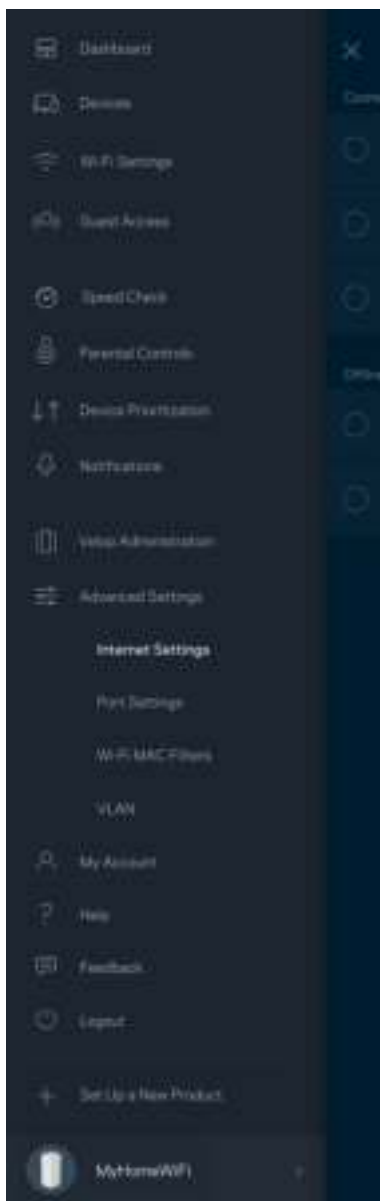 Dashboard
Devices
Wi-Fi Settings
Guest Access
Speed Check
Parental Controls
Device Prioritization
Notifications
Velop Administration
Advanced Settings
Internet Settings
Port Settings
Wi-Fi MAC Filters
VLAN
My Account
Help
Feedback
Logout
Set Up a New Product
MyHomeWiFi